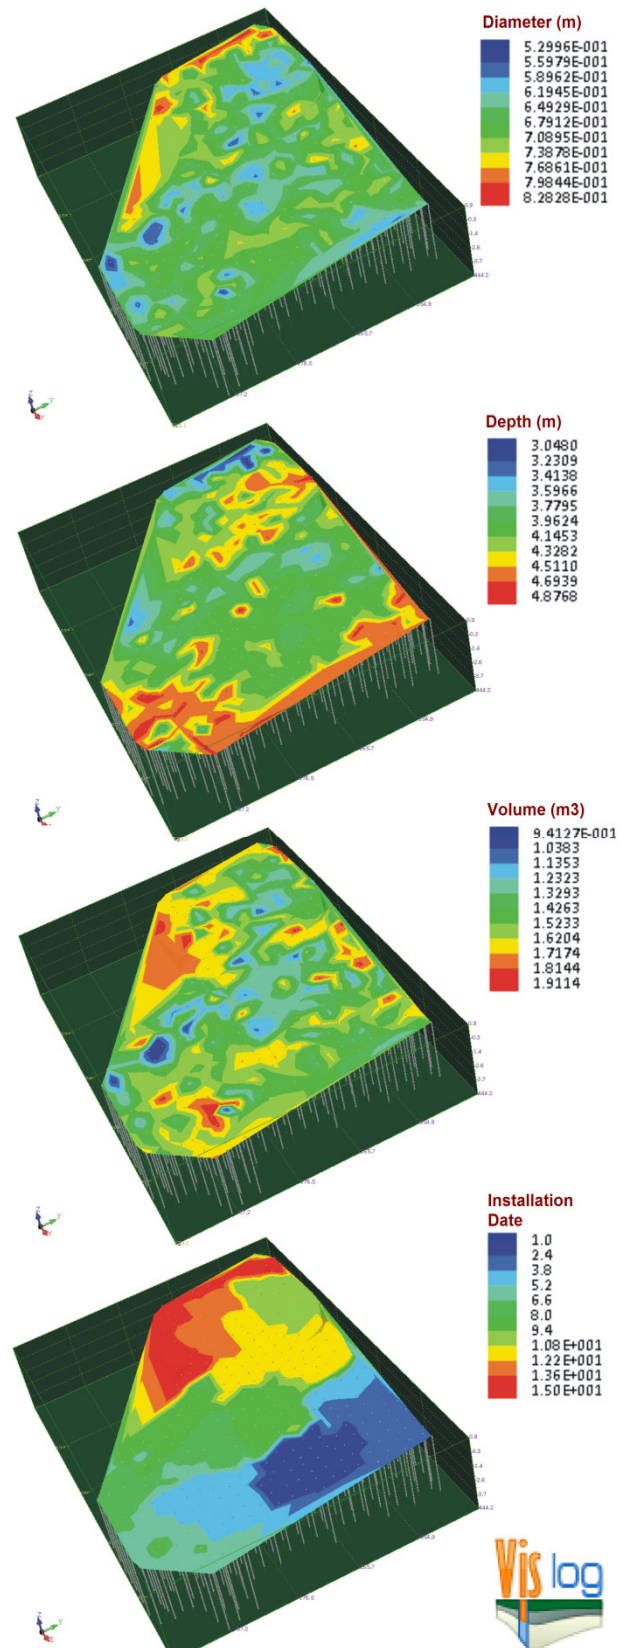 Diameter (m)
5.2996E-001
5.5979E-001
5.8962E-001
6.1945E-001
6.4929E-001
6.7912E-001
7.0895E-001
7.3878E-001
7.6861E-001
7.9844E-001
8.2828E-001
Depth (m)
3.0480
3.2309
3.4138
3.5966
3.7795
3.9624
4.1453
4.3282
4.5110
4.6939
4.8768
Volume (m3)
9.4127E-001
1.0383
1.1353
1.2323
1.3293
1.4263
1.5233
1.6204
1.7174
1.8144
1.9114
Installation
Date
1.0
2.4
3.8
5.2
6.6
8.0
9.4
1.08E+001
1.22E+001
1.36E+001
1.50E+001
Vis log